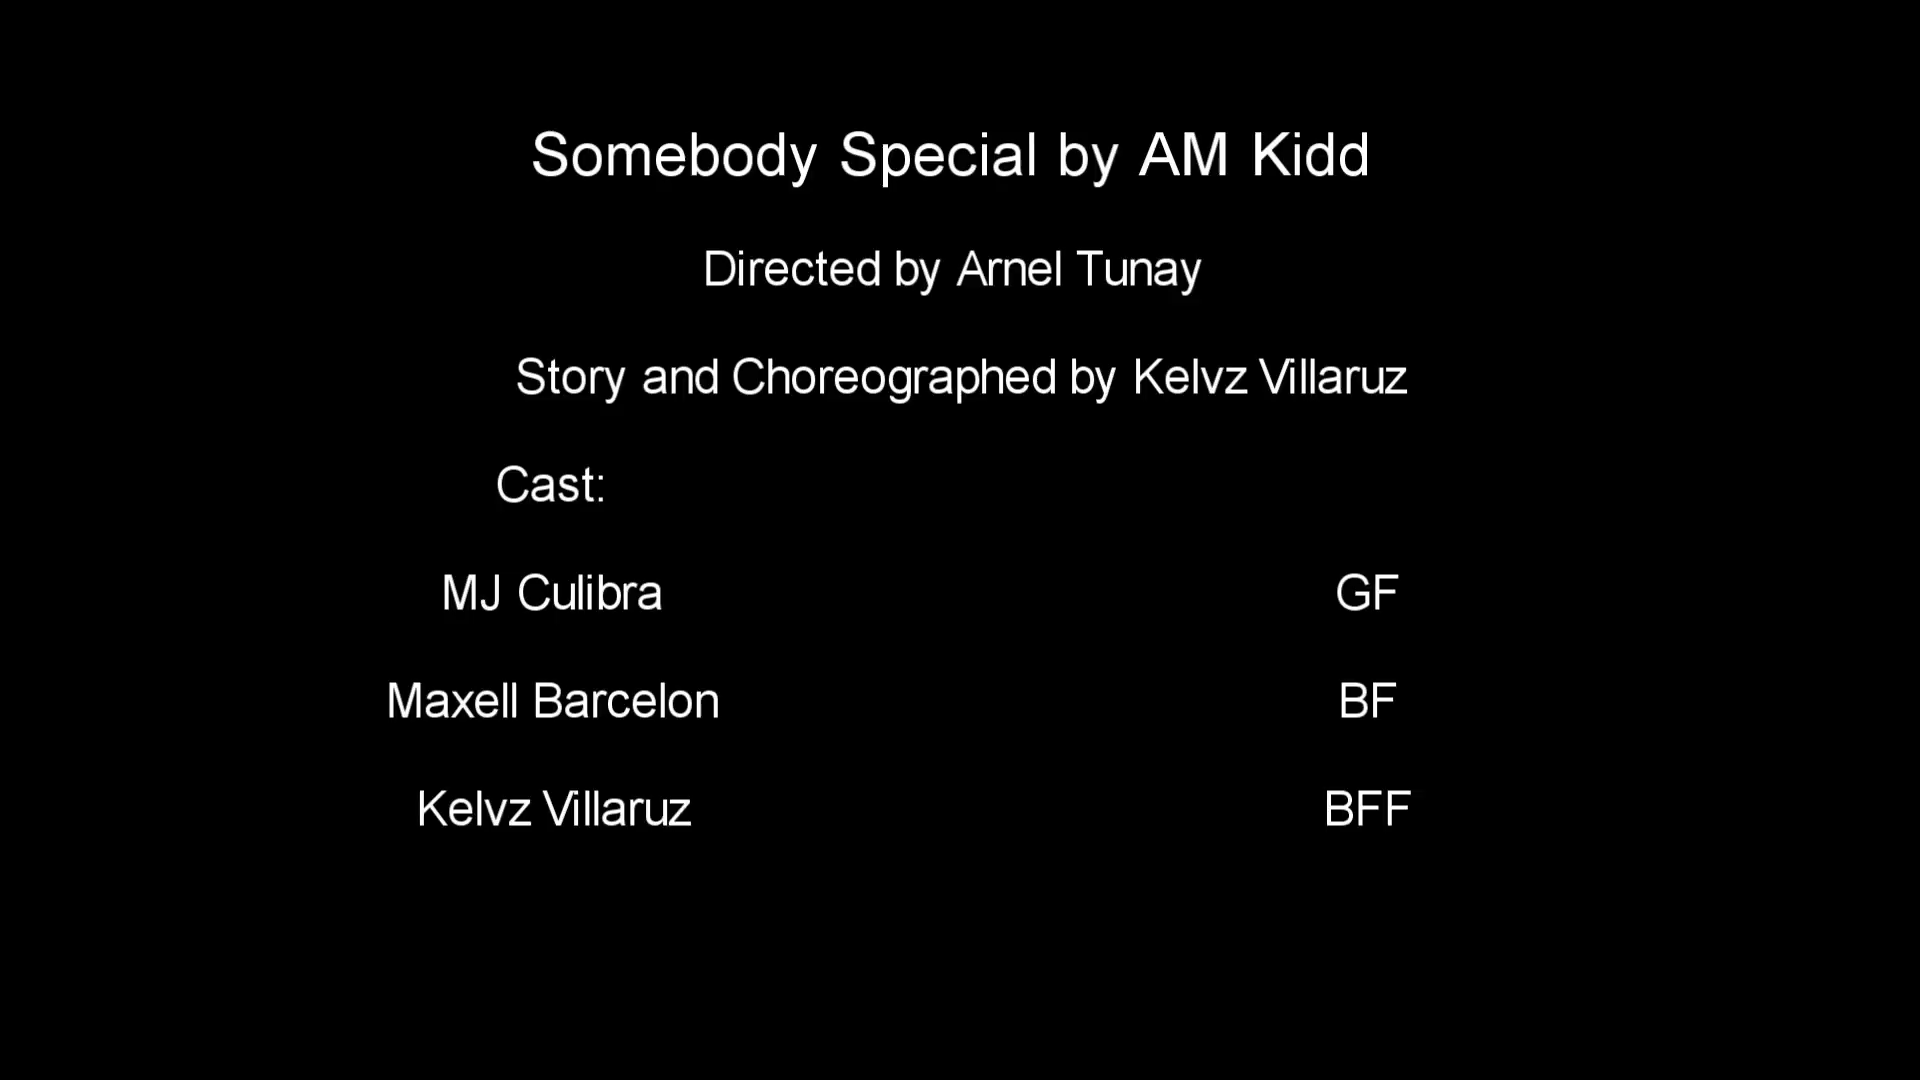 Somebody Special by AM Kidd
Directed by Arnel Tunay
Story and Choreographed by Kelvz Villaruz
Cast:
MJ Culibra GF
Maxell Barcelon BF
Kelvz Villaruz BFF